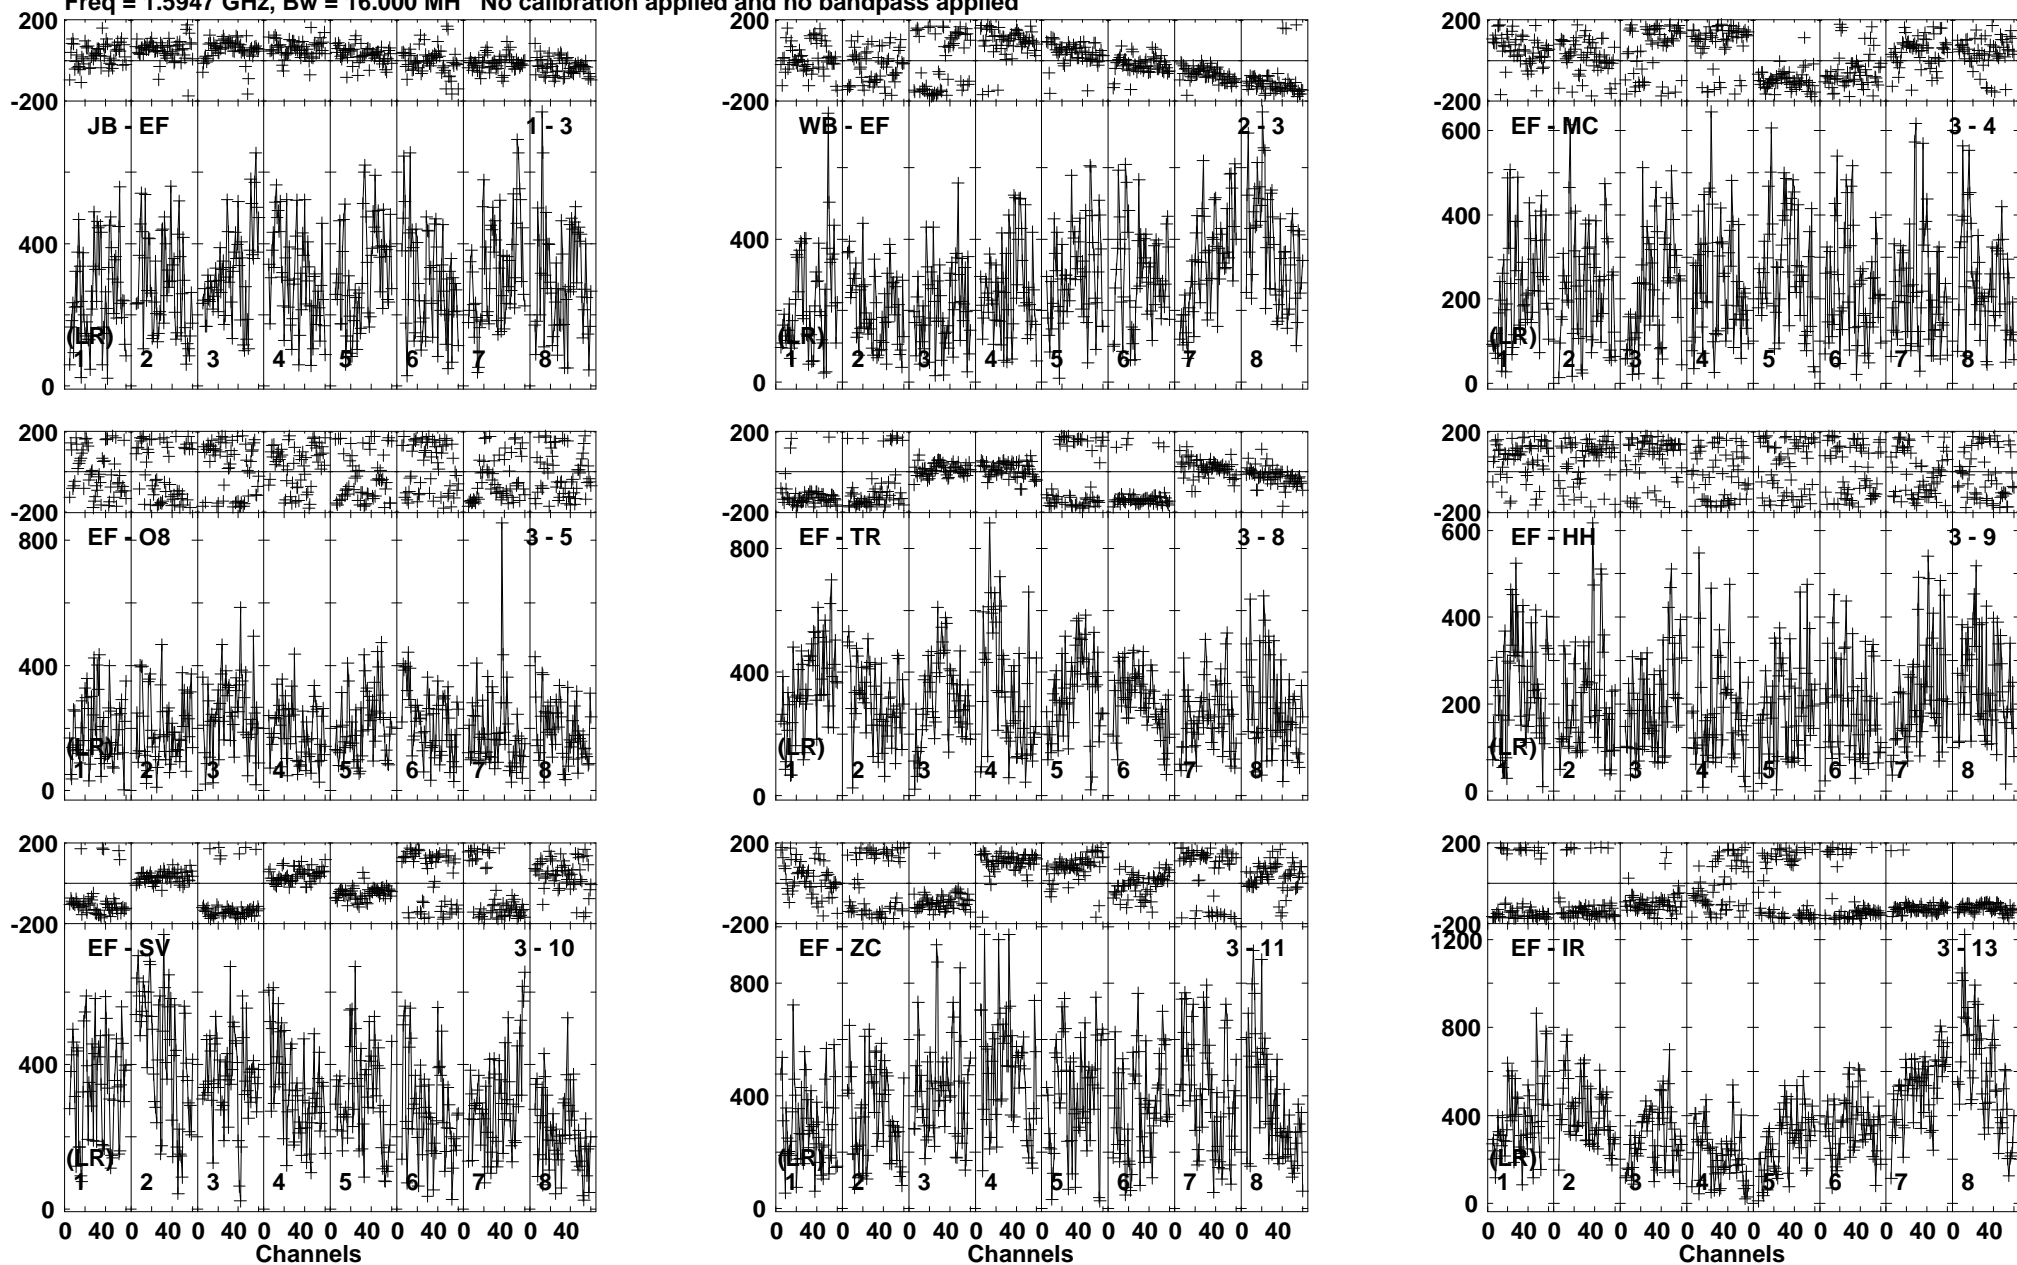 Freq = 1.5947 GHz, Bw = 16.000 MH No calibration applied and no bandpass applied
200
-200
JB - EF 1 - 3
400
(LR)
1 2 3 4 5 6 7 8
0
200
-200
WB - EF 2 - 3
400
(LR)
1 2 3 4 5 6 7 8
0
200
-200
600
EF - MC 3 - 4
400
200
(LR)
1 2 3 4 5 6 7 8
0
200
-200
800
EF - O8 3 - 5
400
(LR)
1 2 3 4 5 6 7 8
0
200
-200
800
EF - TR 3 - 8
400
(LR)
1 2 3 4 5 6 7 8
0
200
-200
600
EF - HH 3 - 9
400
200
(LR)
1 2 3 4 5 6 7 8
0
200
-200
EF - SV 3 - 10
400
(LR)
1 2 3 4 5 6 7 8
0
0 40 0 40 0 40 0 40 0 40 0 40 0 40 0 40
Channels
200
-200
EF - ZC 3 - 11
800
400
(LR)
1 2 3 4 5 6 7 8
0
0 40 0 40 0 40 0 40 0 40 0 40 0 40 0 40
Channels
200
-200
1200
EF - IR 3 - 13
800
400
(LR)
1 2 3 4 5 6 7 8
0
0 40 0 40 0 40 0 40 0 40 0 40 0 40 0 40
Channels